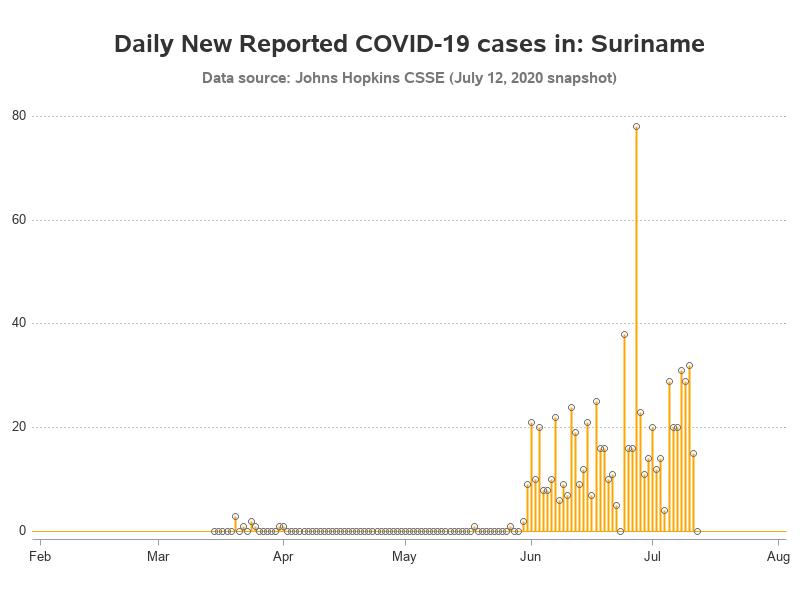 Daily New Reported COVID-19 cases in: Suriname
Data source: Johns Hopkins CSSE (July 12, 2020 snapshot)
80
60
40
20
0
Feb Mar Apr May Jun Jul Aug